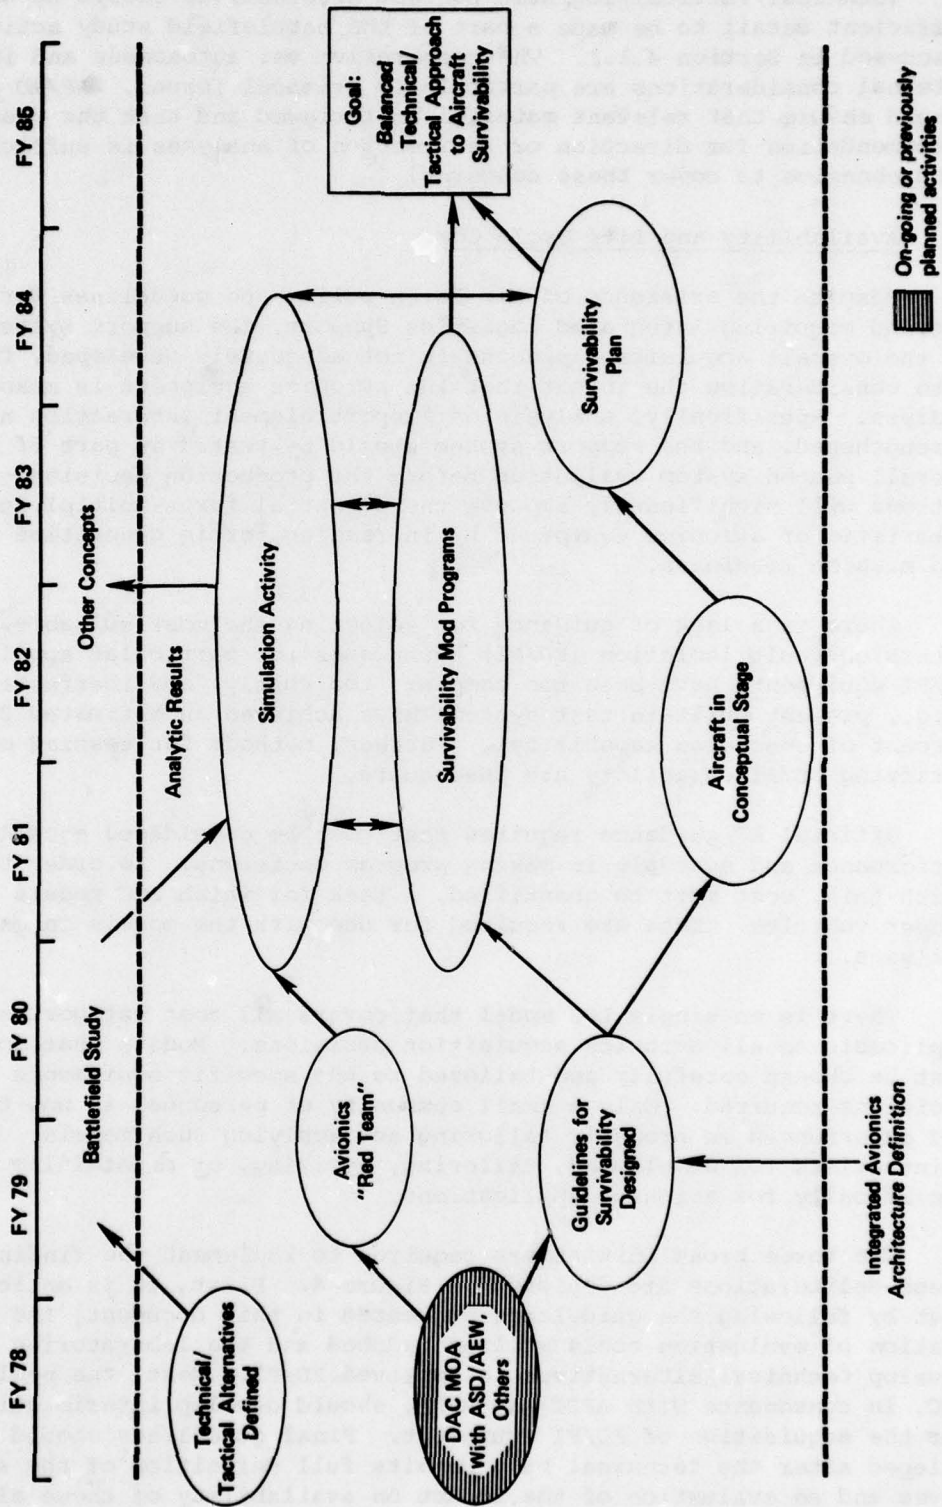 FY 78
FY 79
FY 80
FY 81
FY 82
FY 83
FY 84
FY 85
FY 86
Battlefield Study
Analytic Results
Other Concepts
Technical/
Tactical Alternatives
Defined
Avionics
"Red Team"
Simulation Activity
Survivability Mod Programs
Goal:
Balanced
Technical/
Tactical Approach
to Aircraft
Survivability
DAC MOA
With ASD/AEW,
Others
Guidelines for
Survivability
Designed
Aircraft in
Conceptual Stage
Survivability
Plan
Integrated Avionics
Architecture Definition
On-going or previously
planned activities